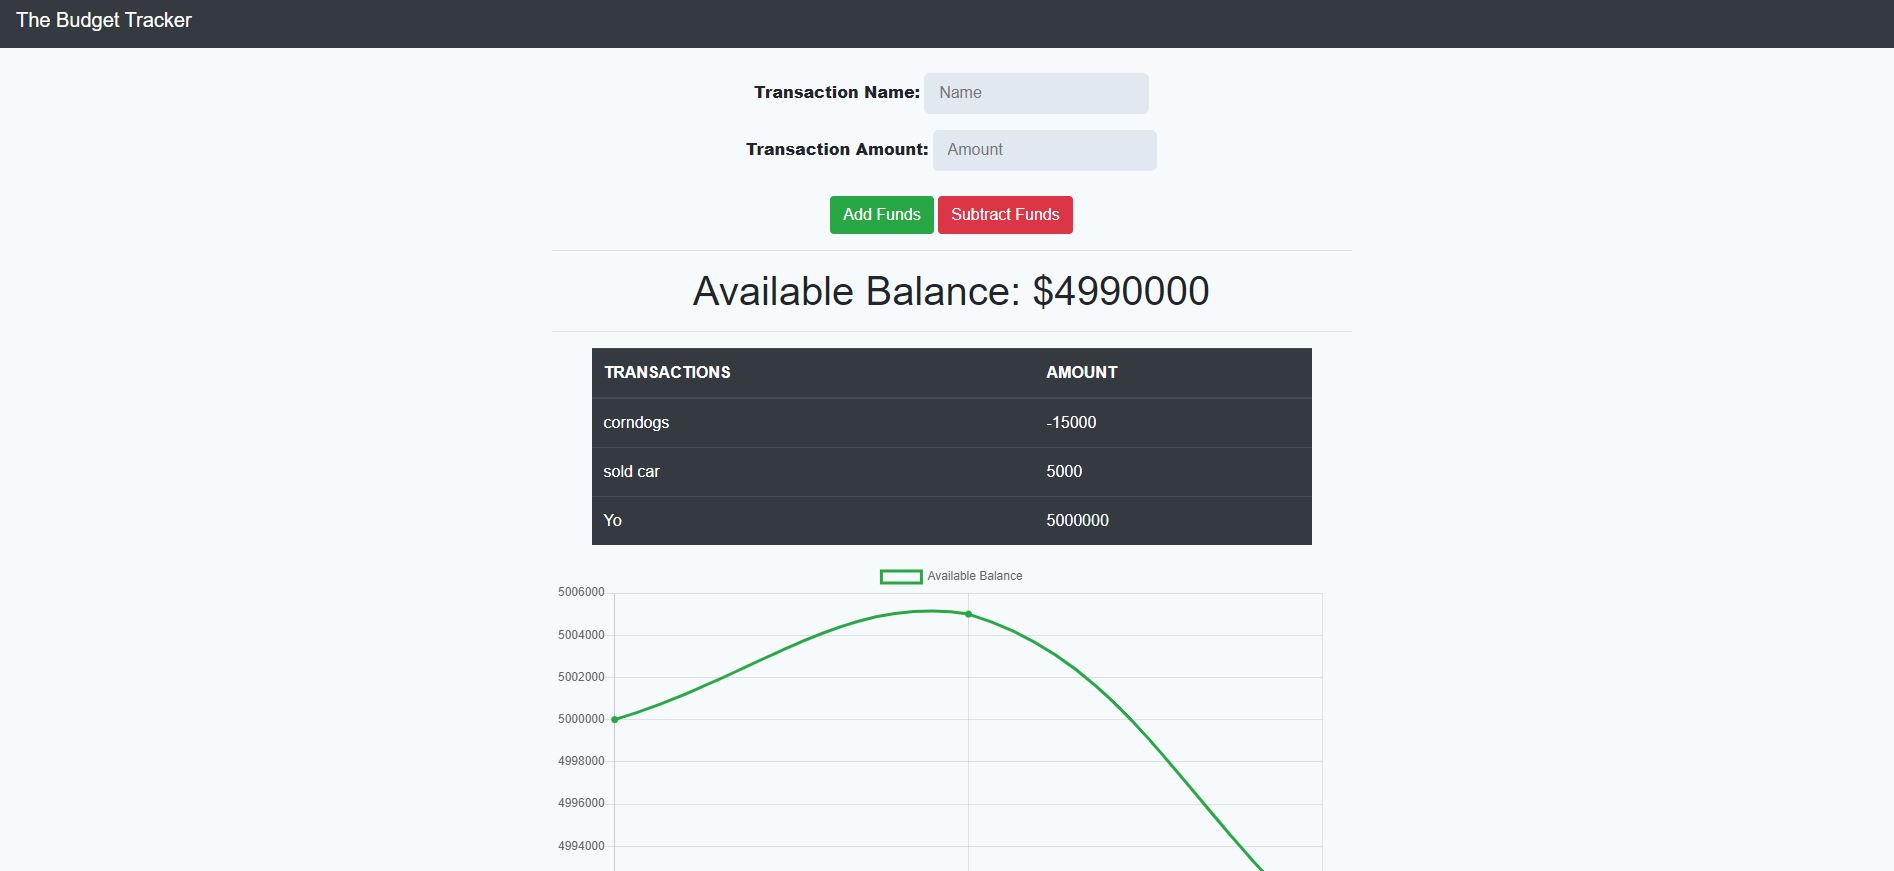 The Budget Tracker
Transaction Name: Name
Transaction Amount: Amount
Add Funds Subtract Funds
Available Balance: $4990000
TRANSACTIONS AMOUNT
corndogs -15000
sold car 5000
Yo 5000000
Available Balance
5006000
5004000
5002000
5000000
4998000
4996000
4994000